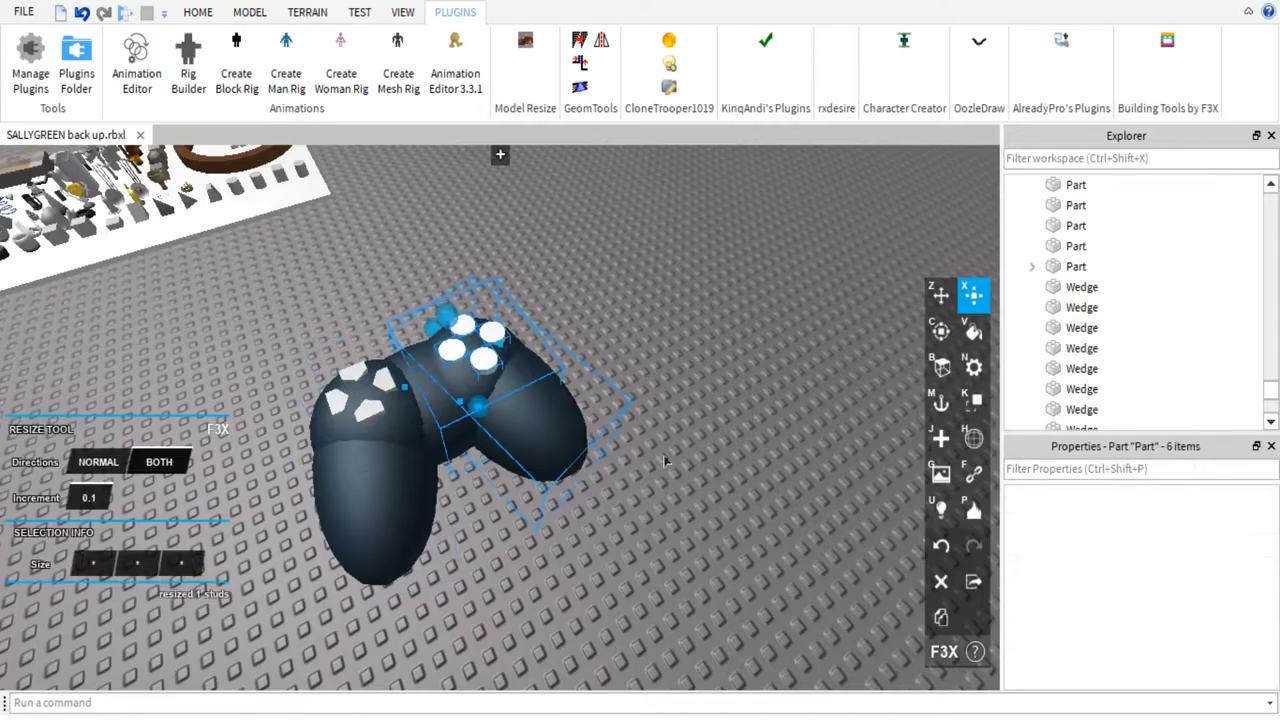 FILE HOME MODEL TERRAIN TEST VIEW PLUGINS
Manage Plugins
Plugins Folder
Tools
Animation Editor
Rig Builder
Create Block Rig
Create Man Rig
Create Woman Rig
Create Mesh Rig
Animation Editor 3.3.1
Animations
Model Resize
GeomTools
CloneTrooper1019
KinqAndi's Plugins
rxdesire
Character Creator
OozleDraw
AlreadyPro's Plugins
Building Tools by F3X
SALLYGREEN back up.rbxl
Explorer
Filter workspace (Ctrl+Shift+X)
Part
Part
Part
Part
Part
Wedge
Wedge
Wedge
Wedge
Wedge
Wedge
Wedge
Properties - Part "Part" - 6 items
Filter Properties (Ctrl+Shift+P)
RESIZE TOOL F3X
Directions NORMAL BOTH
Increment 0.1
SELECTION INFO
Size * * *
resized 1 studs
Z X
C V
B N
M K
J H
G F
U P
F3X ?
Run a command